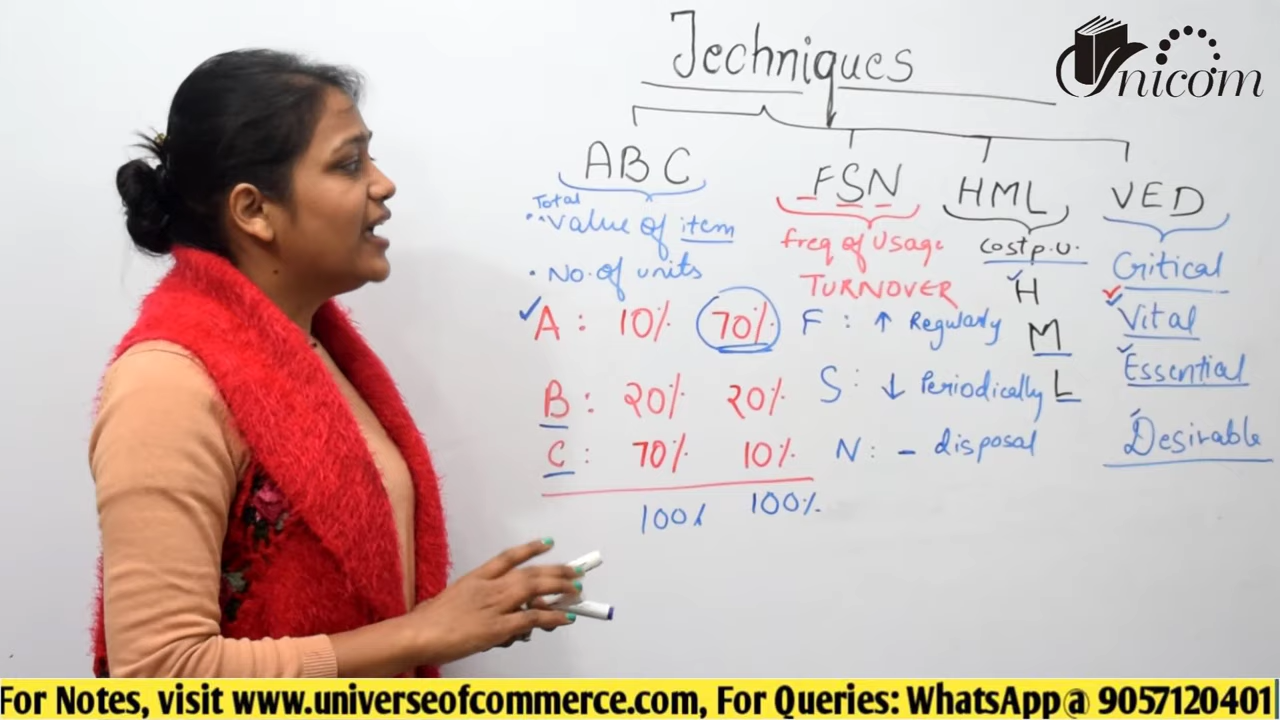 Techniques
Unicom
ABC
Total
• Value of item
• No. of units
A : 10% 70%
B : 20% 20%
C : 70% 10%
100% 100%
FSN
freq of Usage
TURNOVER
F : ↑ Regularly
S : ↓ Periodically
N : - disposal
HML
Cost p.u.
H
M
L
VED
Critical
Vital
Essential
Desirable
For Notes, visit www.universeofcommerce.com, For Queries: WhatsApp@ 9057120401